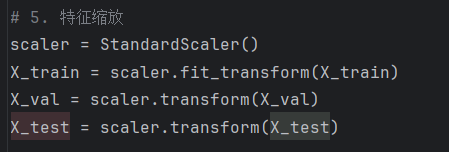 # 5. 特征缩放
scaler = StandardScaler()
X_train = scaler.fit_transform(X_train)
X_val = scaler.transform(X_val)
X_test = scaler.transform(X_test)